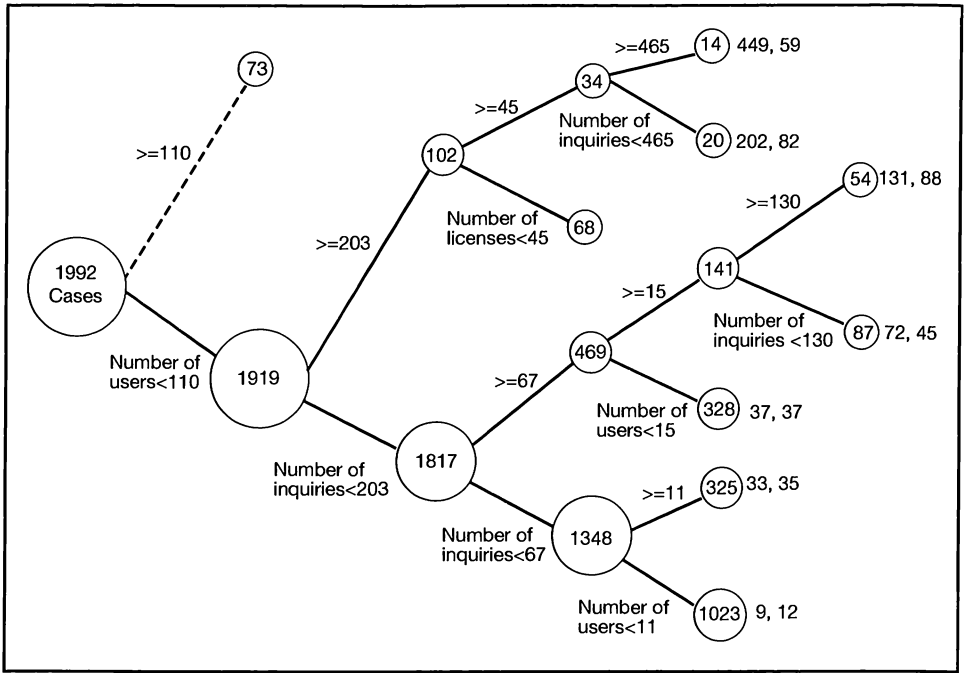 >=465
14
449, 59
73
34
>=45
Number of
inquiries<465
20
202, 82
>=110
102
54
131, 88
>=130
Number of
licenses<45
68
>=203
1992
Cases
141
>=15
Number of
inquiries <130
87
72, 45
Number of
users<110
1919
469
>=67
Number of
users<15
328
37, 37
Number of
inquiries<203
1817
>=11
325
33, 35
Number of
inquiries<67
1348
Number of
users<11
1023
9, 12